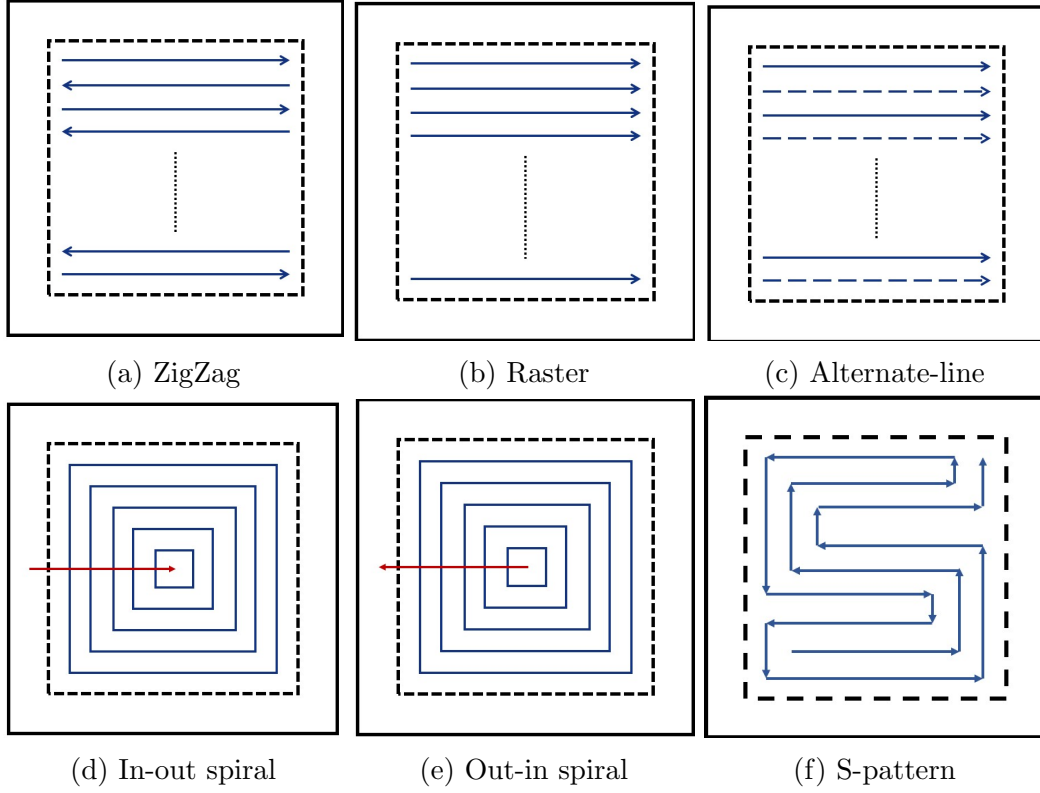 (a) ZigZag
(b) Raster
(c) Alternate-line
(d) In-out spiral
(e) Out-in spiral
(f) S-pattern